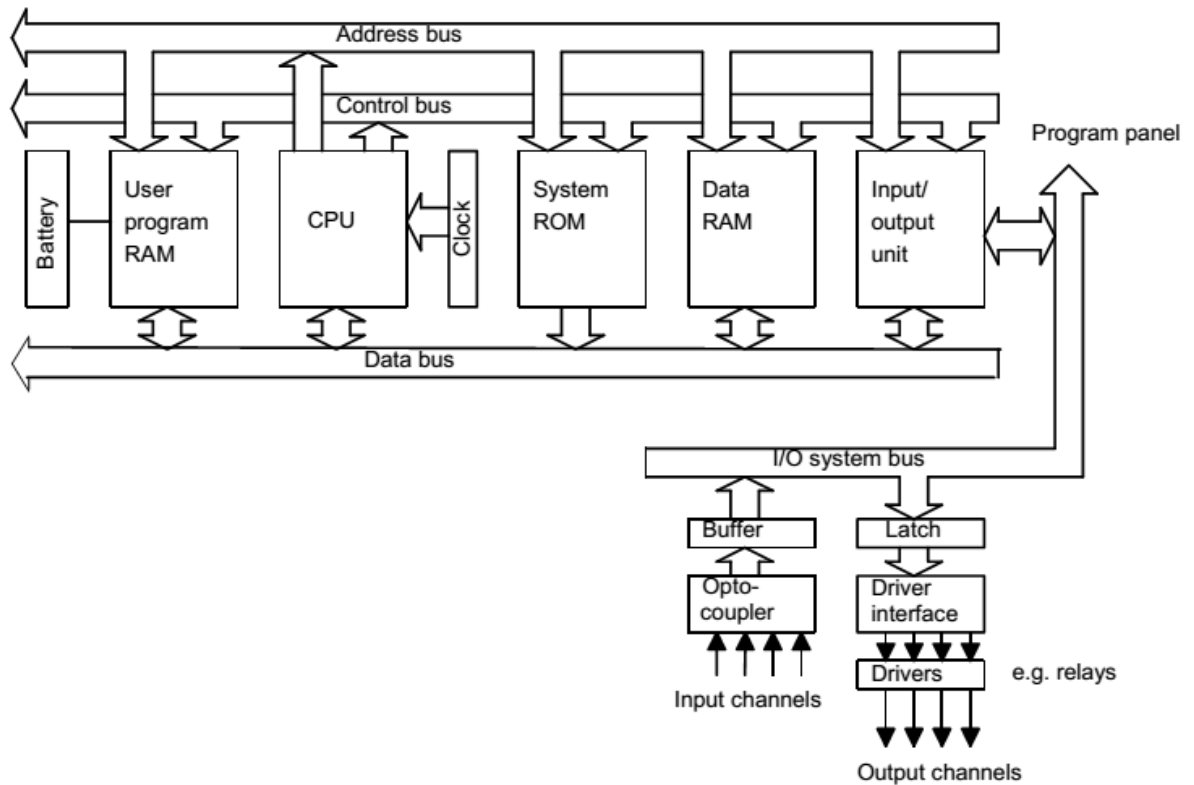 Address bus
Control bus
Program panel
Battery
User
program
RAM
CPU
Clock
System
ROM
Data
RAM
Input/
output
unit
Data bus
I/O system bus
Buffer
Latch
Opto-
coupler
Driver
interface
Drivers
e.g. relays
Input channels
Output channels